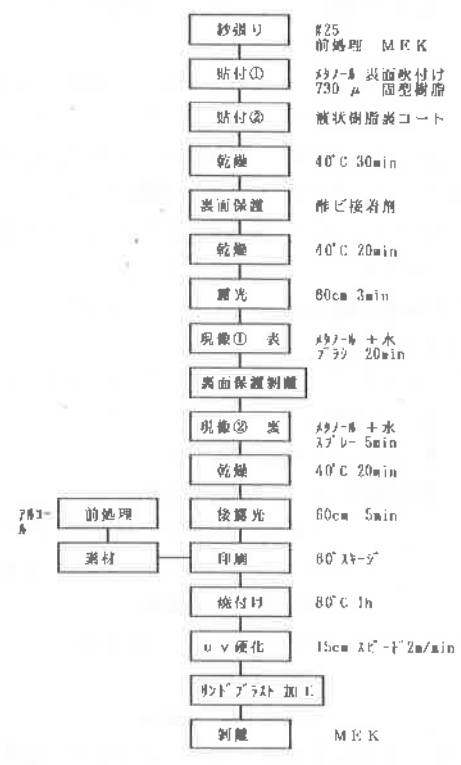 紗張り
#25
前処理 MEK
貼付①
メタノール 表面吹付け
730 μ 固型樹脂
貼付②
液状樹脂裏コート
乾燥
40°C 30min
裏面保護
酢ビ接着剤
乾燥
40°C 20min
露光
60cm 3min
現像① 表
メタノール +水
ブラシ 20min
裏面保護剥離
現像② 裏
メタノール +水
スプレー 5min
乾燥
40°C 20min
アルコール
前処理
後露光
60cm 5min
素材
印刷
60° スキージ
焼付け
80°C 1h
uv硬化
15cm スピード2m/min
サンドブラスト 加工
剥離
MEK